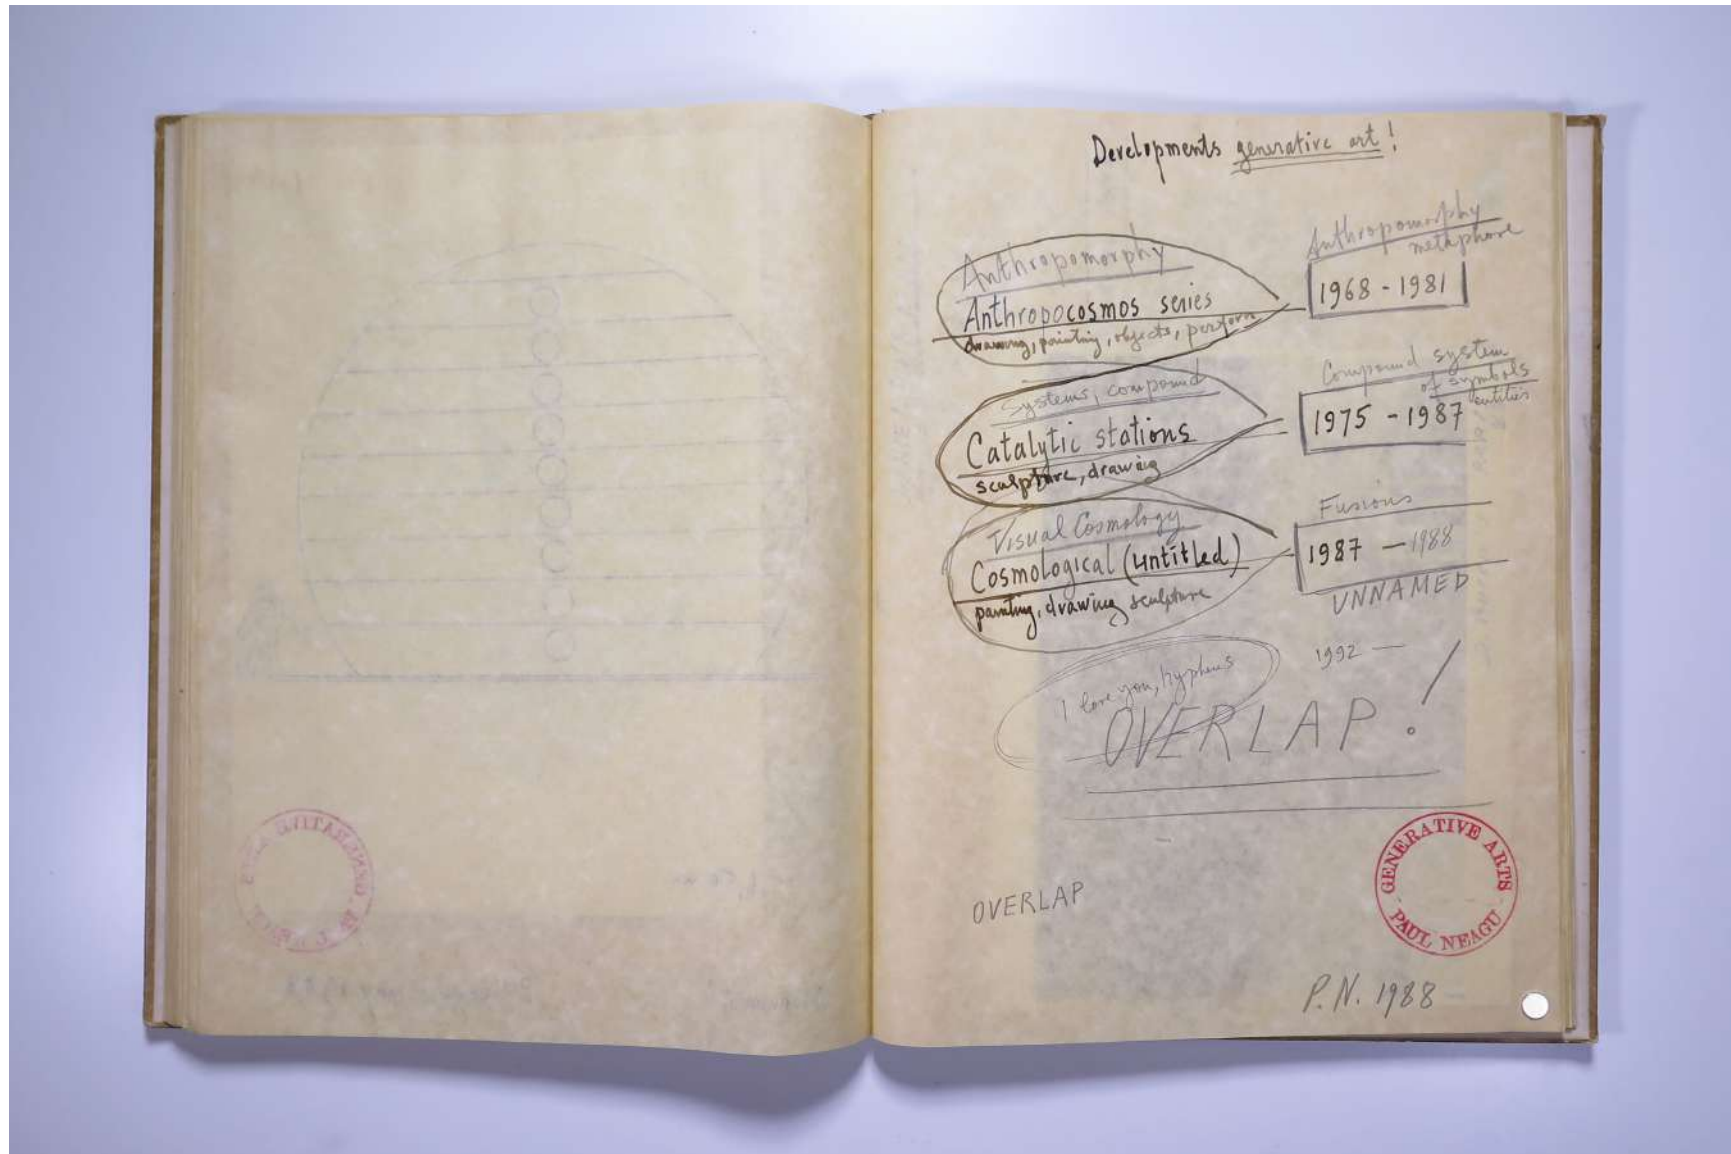 Developments generative art!
Anthropomorphy
Anthropocosmos series
drawing, painting, objects, perform
Anthropomorphy
metaphore
1968 - 1981
Systems, compound
Catalytic stations
sculpture, drawing
Compound system
of symbols
entities
1975 - 1987
Visual Cosmology
Cosmological (untitled)
painting, drawing, sculpture
Fusions
1987 - 1988
UNNAMED
1992 —
I love you, hyphens
OVERLAP!
OVERLAP
GENERATIVE ARTS
- PAUL NEAGU -
P.N. 1988